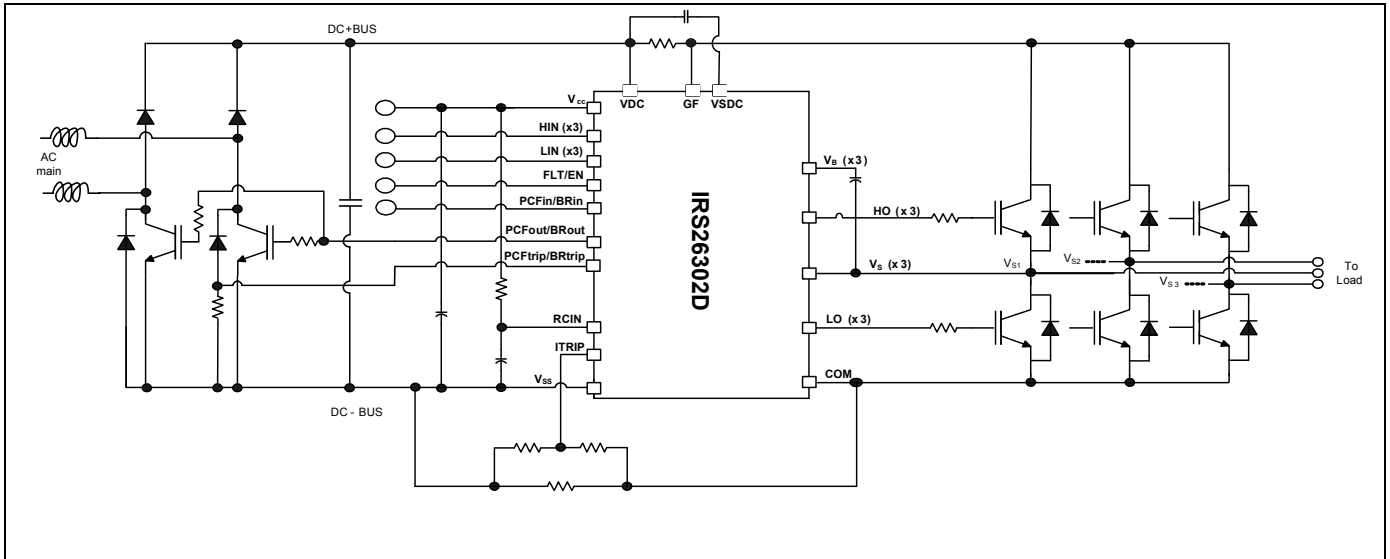 DC+BUS
VDC
GF
VSDC
Vcc
HIN (x3)
LIN (x3)
FLT/EN
PCFin/BRin
PCFout/BRout
PCFtrip/BRtrip
RCIN
ITRIP
VSS
AC
main
IRS26302D
VB (x3)
HO (x3)
VS (x3)
LO (x3)
COM
VS1
VS2
VS3
To
Load
DC - BUS